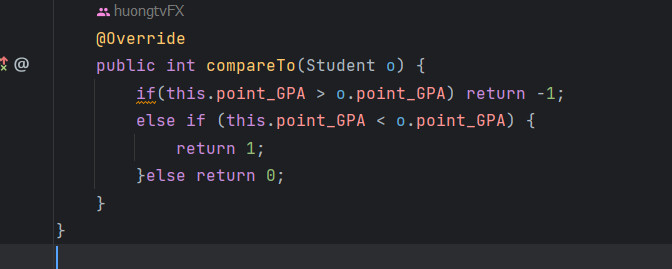 huongtvFX
@Override
@ public int compareTo(Student o) {
if(this.point_GPA > o.point_GPA) return -1;
else if (this.point_GPA < o.point_GPA) {
return 1;
}else return 0;
}
}